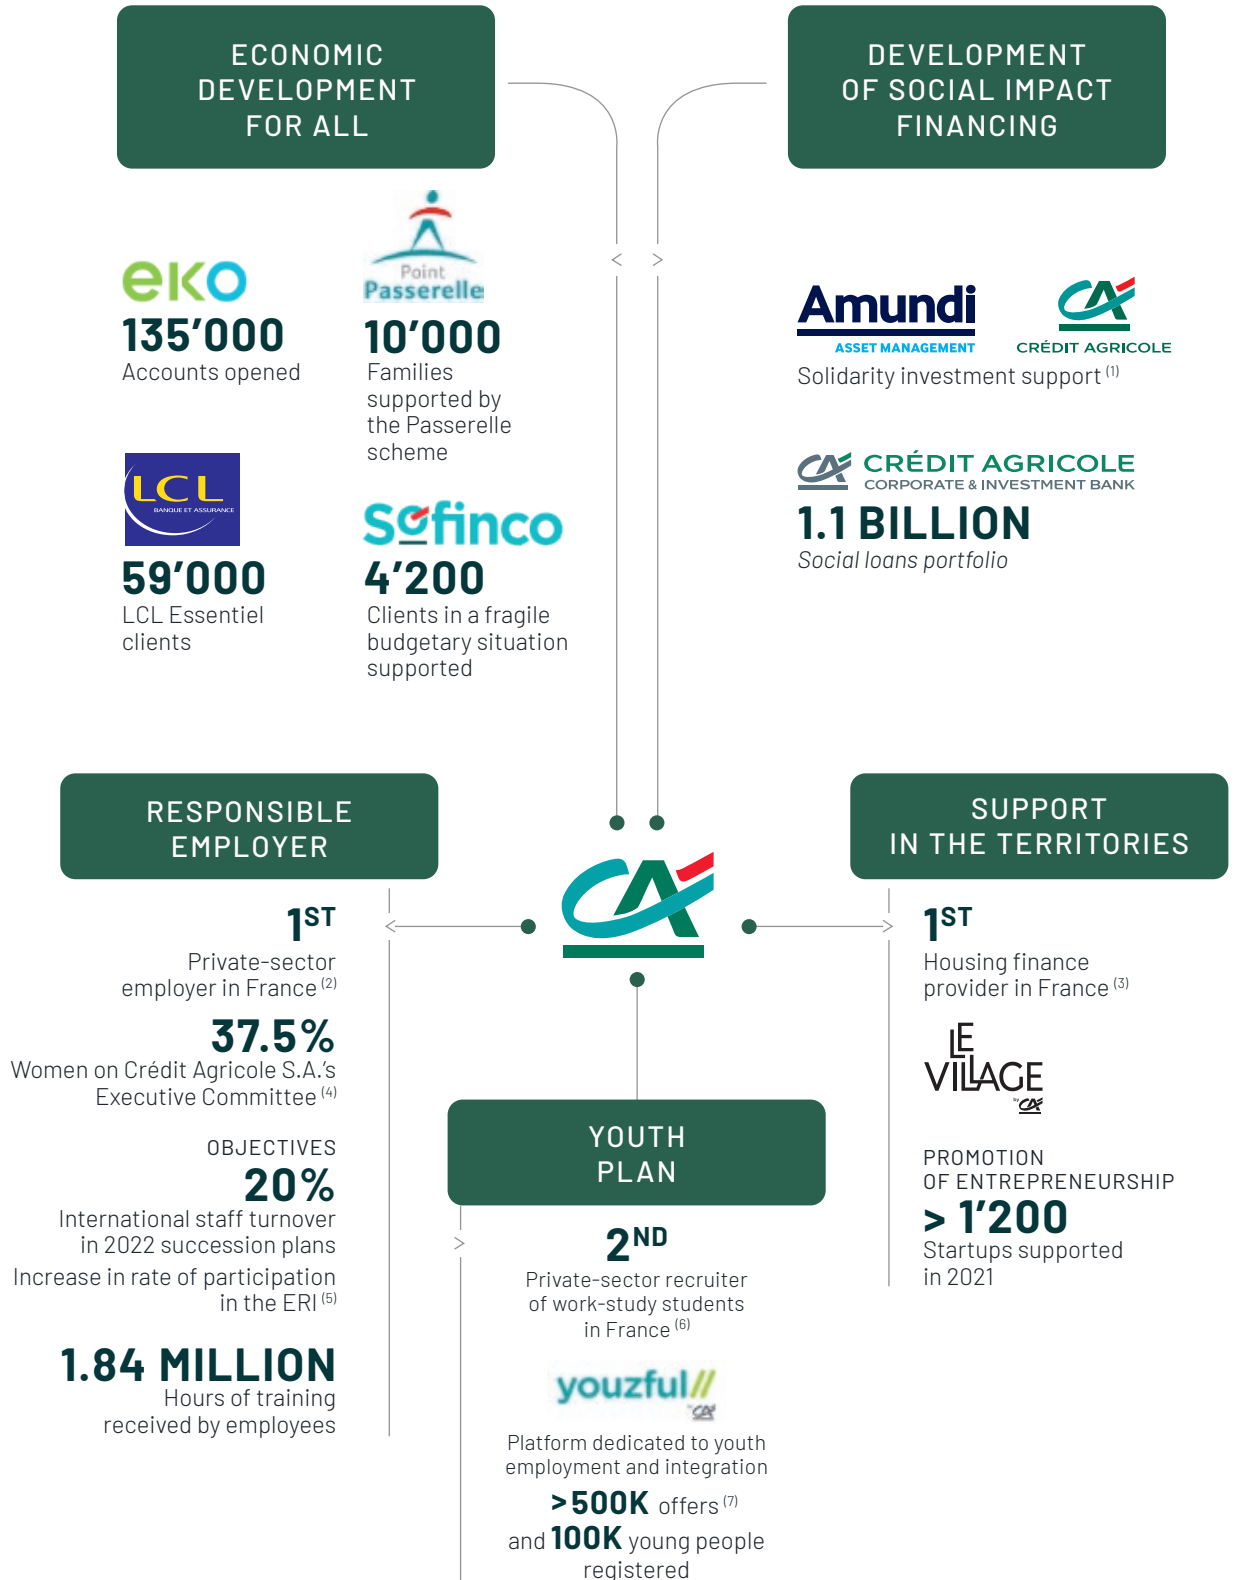 ECONOMIC
DEVELOPMENT
FOR ALL
eKO
135’000
Accounts opened
Point
Passerelle
10’000
Families
supported by
the Passerelle
scheme
LCL
BANQUE ET ASSURANCE
59’000
LCL Essentiel
clients
Sofinco
4’200
Clients in a fragile
budgetary situation
supported
DEVELOPMENT
OF SOCIAL IMPACT
FINANCING
Amundi
ASSET MANAGEMENT
CA
CRÉDIT AGRICOLE
Solidarity investment support (1)
CA
CRÉDIT AGRICOLE
CORPORATE & INVESTMENT BANK
1.1 BILLION
Social loans portfolio
RESPONSIBLE
EMPLOYER
1ST
Private-sector
employer in France (2)
37.5%
Women on Crédit Agricole S.A.’s
Executive Committee (4)
OBJECTIVES
20%
International staff turnover
in 2022 succession plans
Increase in rate of participation
in the ERI (5)
1.84 MILLION
Hours of training
received by employees
CA
SUPPORT
IN THE TERRITORIES
1ST
Housing finance
provider in France (3)
LE
VILLAGE
by CA
PROMOTION
OF ENTREPRENEURSHIP
> 1’200
Startups supported
in 2021
YOUTH
PLAN
2ND
Private-sector recruiter
of work-study students
in France (6)
youzful//
by CA
Platform dedicated to youth
employment and integration
>500K offers (7)
and 100K young people
registered